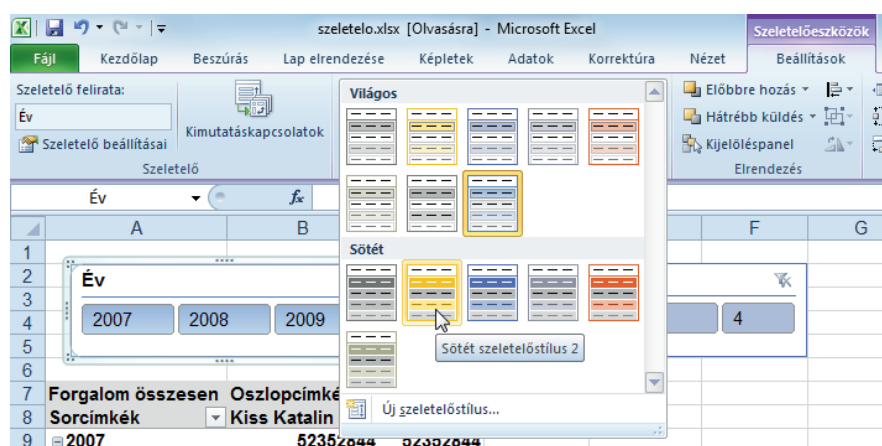 szeletelo.xlsx [Olvasásra] - Microsoft Excel
Szeletelőeszközök
Fájl Kezdőlap Beszúrás Lap elrendezése Képletek Adatok Korrektúra Nézet Beállítások
Szeletelő felirata:
Év
Szeletelő beállításai
Szeletelő
Kimutatáskapcsolatok
Világos
Sötét
Sötét szeletelőstílus 2
Új szeletelőstílus...
Előbbre hozás
Hátrébb küldés
Kijelöléspanel
Elrendezés
Év fx
A B F G
1
2 Év
3
4 2007 2008 2009 4
5
6
7 Forgalom összesen Oszlopcímké
8 Sorcímkék Kiss Katalin
9 2007 52352844 52352844